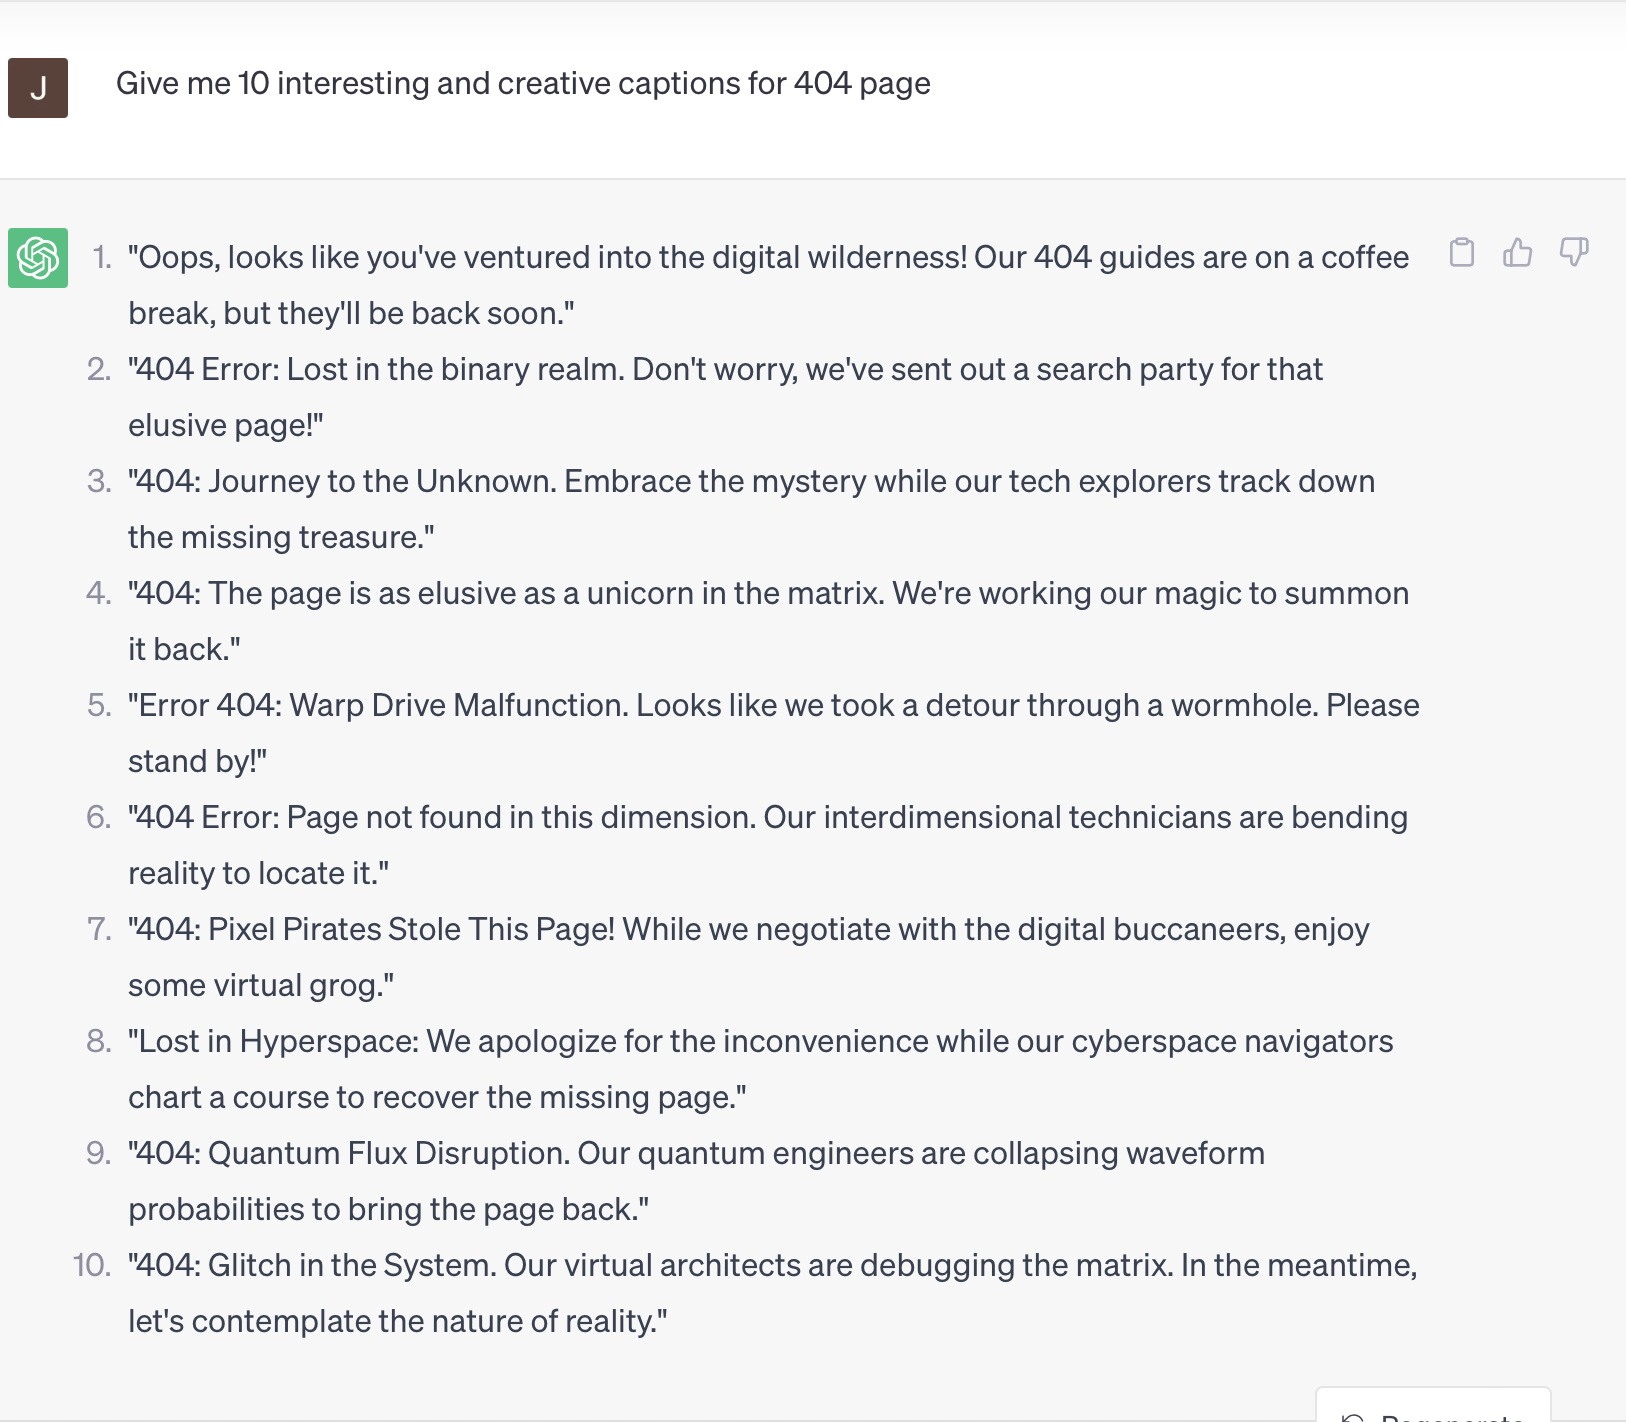 J
Give me 10 interesting and creative captions for 404 page
1. "Oops, looks like you've ventured into the digital wilderness! Our 404 guides are on a coffee
break, but they'll be back soon."
2. "404 Error: Lost in the binary realm. Don't worry, we've sent out a search party for that
elusive page!"
3. "404: Journey to the Unknown. Embrace the mystery while our tech explorers track down
the missing treasure."
4. "404: The page is as elusive as a unicorn in the matrix. We're working our magic to summon
it back."
5. "Error 404: Warp Drive Malfunction. Looks like we took a detour through a wormhole. Please
stand by!"
6. "404 Error: Page not found in this dimension. Our interdimensional technicians are bending
reality to locate it."
7. "404: Pixel Pirates Stole This Page! While we negotiate with the digital buccaneers, enjoy
some virtual grog."
8. "Lost in Hyperspace: We apologize for the inconvenience while our cyberspace navigators
chart a course to recover the missing page."
9. "404: Quantum Flux Disruption. Our quantum engineers are collapsing waveform
probabilities to bring the page back."
10. "404: Glitch in the System. Our virtual architects are debugging the matrix. In the meantime,
let's contemplate the nature of reality."
Regenerate